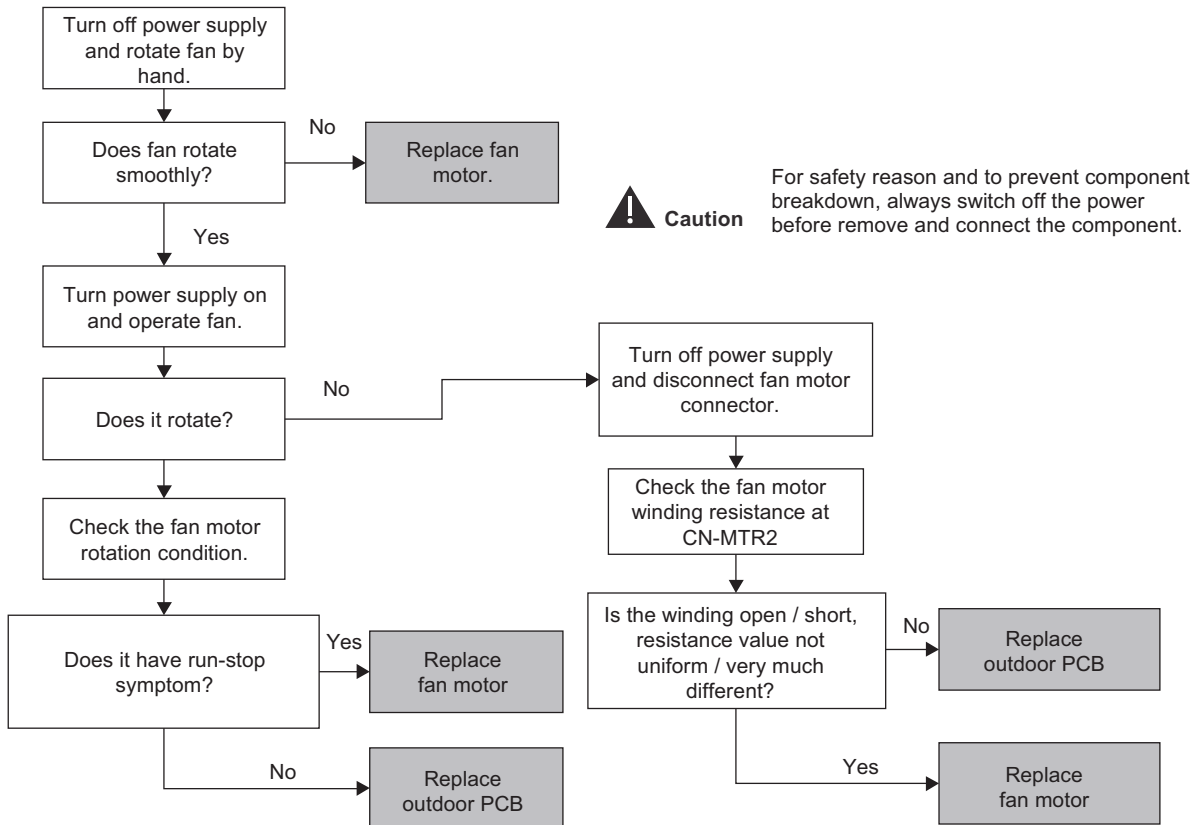 Turn off power supply
and rotate fan by
hand.
Does fan rotate
smoothly?
No
Replace fan
motor.
Caution
For safety reason and to prevent component
breakdown, always switch off the power
before remove and connect the component.
Yes
Turn power supply on
and operate fan.
Does it rotate?
No
Turn off power supply
and disconnect fan motor
connector.
Check the fan motor
rotation condition.
Check the fan motor
winding resistance at
CN-MTR2
Does it have run-stop
symptom?
Yes
Replace
fan motor
Is the winding open / short,
resistance value not
uniform / very much
different?
No
Replace
outdoor PCB
No
Replace
outdoor PCB
Yes
Replace
fan motor